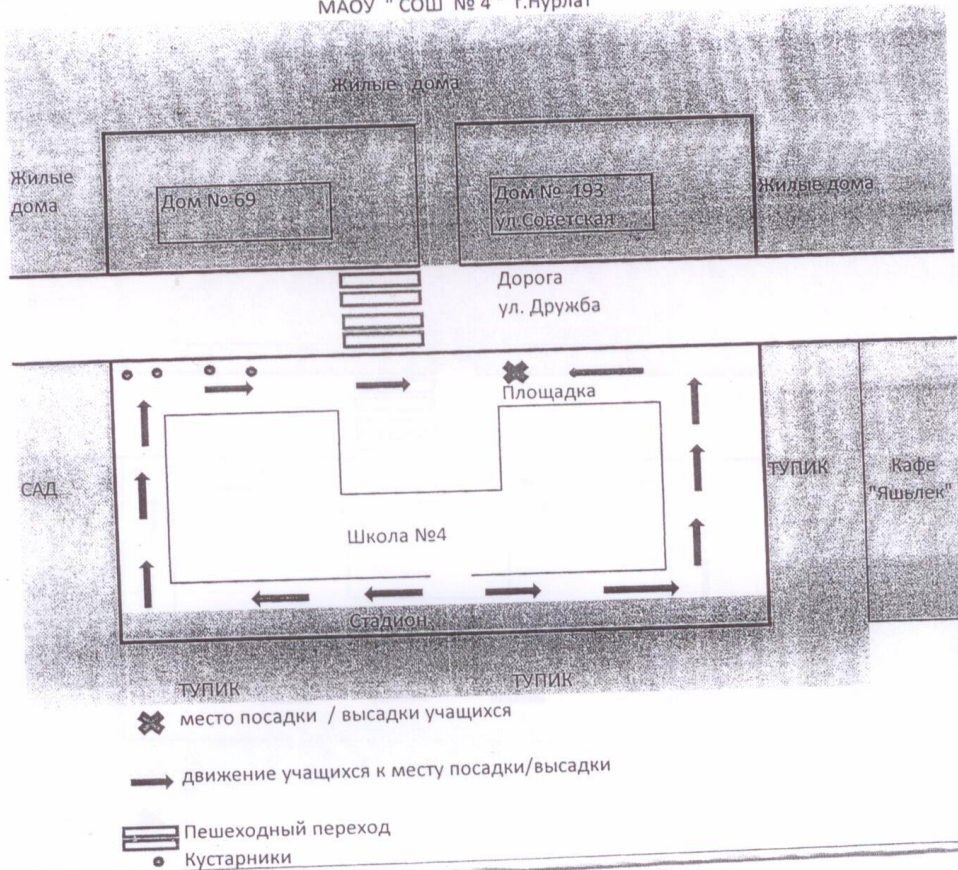 МАОУ " СОШ № 4 " г.Нурлат
Жилые дома
Жилые
дома
Дом № 69
Дом № 193
ул.Советская
Жилые дома
Дорога
ул. Дружба
Площадка
САД
ТУПИК
Кафе
"Яшьлек"
Школа №4
Стадион
ТУПИК
ТУПИК
место посадки / высадки учащихся
движение учащихся к месту посадки/высадки
Пешеходный переход
Кустарники